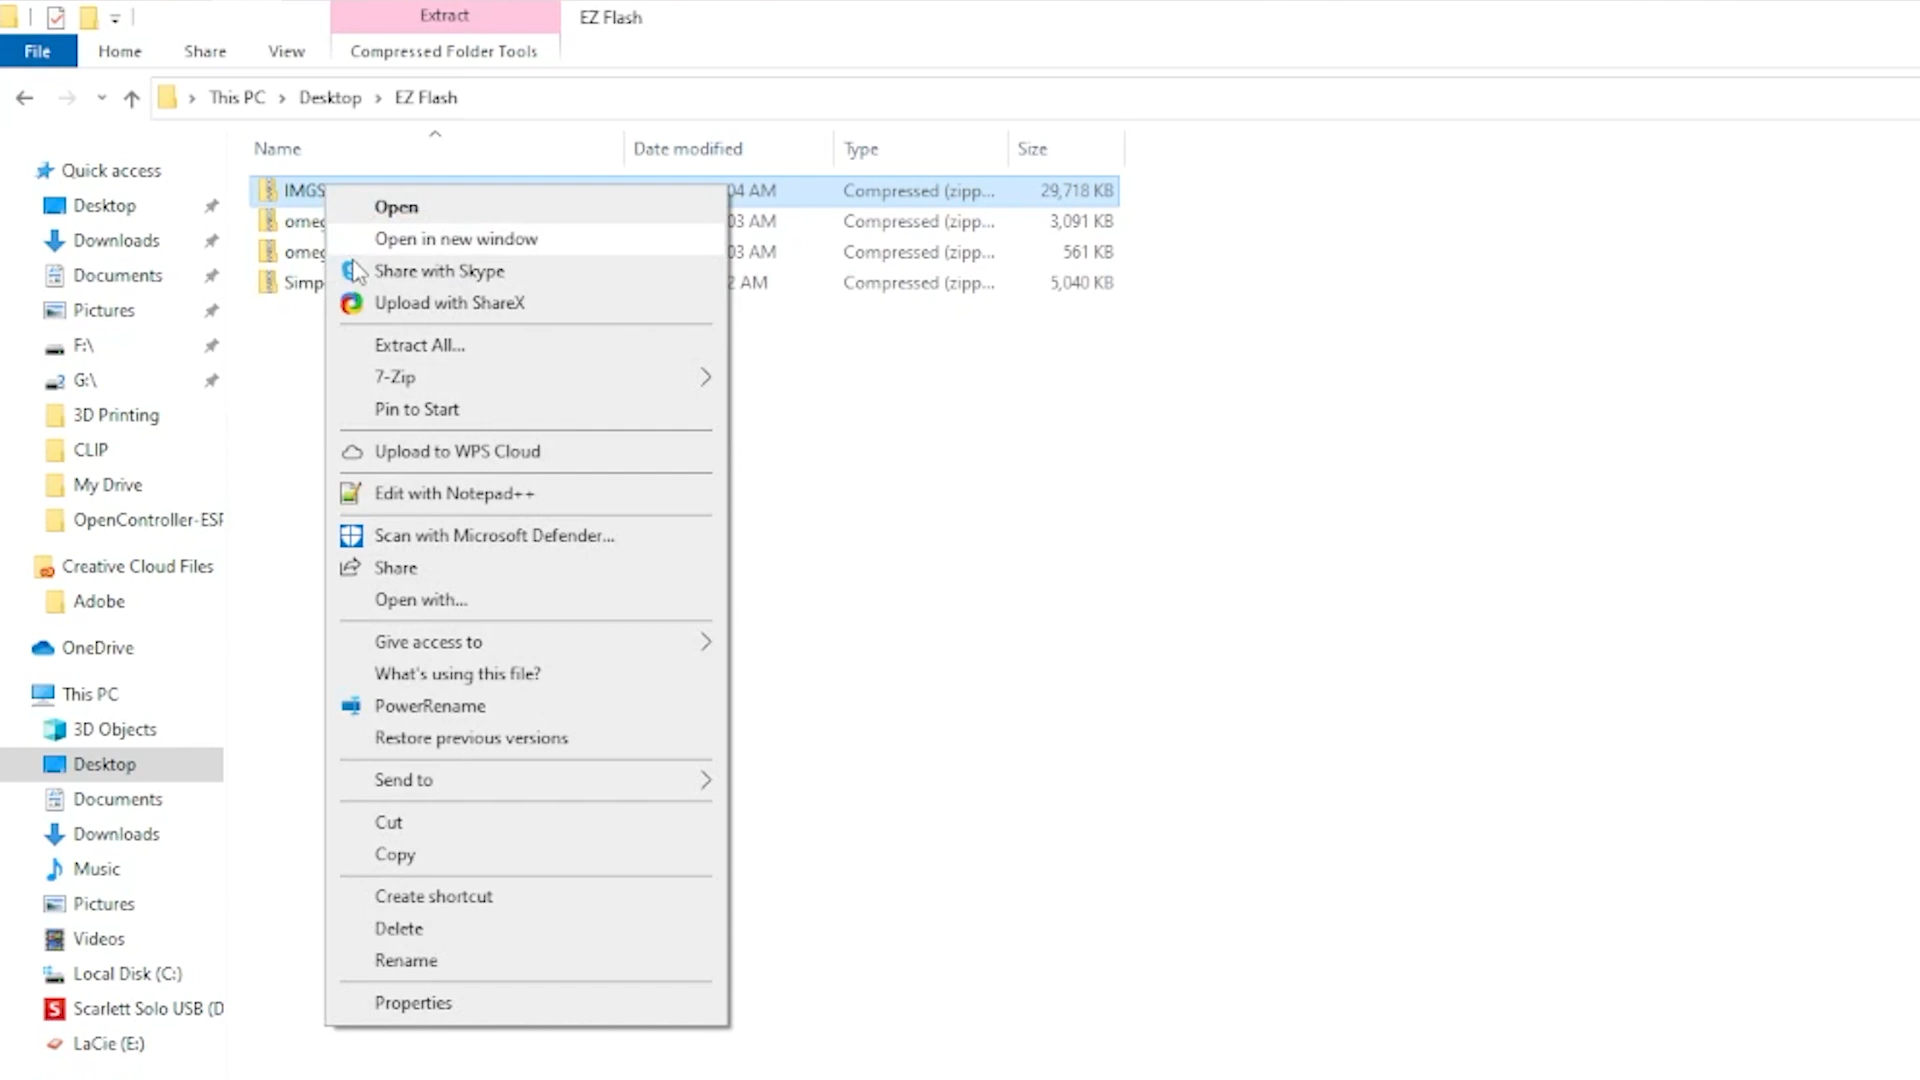 Extract
EZ Flash
File
Home
Share
View
Compressed Folder Tools
This PC
Desktop
EZ Flash
Name
Date modified
Type
Size
Quick access
Desktop
Downloads
Documents
Pictures
F:\
G:\
3D Printing
CLIP
My Drive
OpenController-ESF
Creative Cloud Files
Adobe
OneDrive
This PC
3D Objects
Desktop
Documents
Downloads
Music
Pictures
Videos
Local Disk (C:)
Scarlett Solo USB (D
LaCie (E:)
IMGS 04 AM Compressed (zipp... 29,718 KB
omeg 03 AM Compressed (zipp... 3,091 KB
omeg 03 AM Compressed (zipp... 561 KB
Simp 2 AM Compressed (zipp... 5,040 KB
Open
Open in new window
Share with Skype
Upload with ShareX
Extract All...
7-Zip
Pin to Start
Upload to WPS Cloud
Edit with Notepad++
Scan with Microsoft Defender...
Share
Open with...
Give access to
What's using this file?
PowerRename
Restore previous versions
Send to
Cut
Copy
Create shortcut
Delete
Rename
Properties